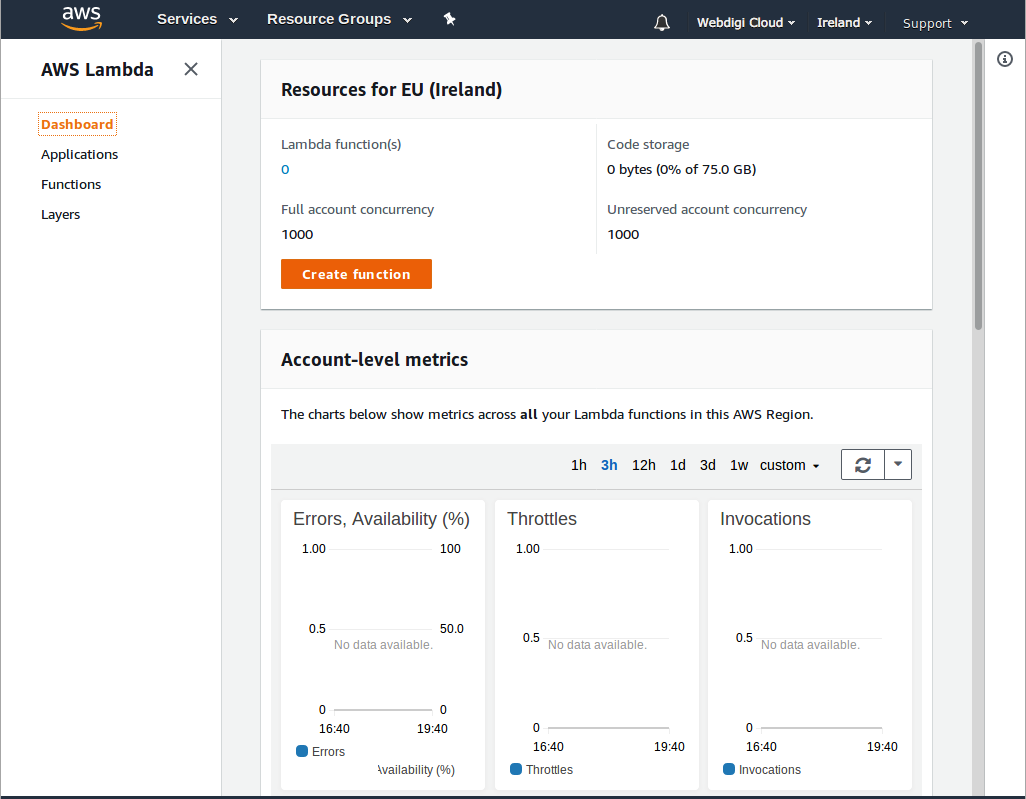 aws Services Resource Groups Webdigi Cloud Ireland Support
AWS Lambda
Dashboard
Applications
Functions
Layers
Resources for EU (Ireland)
Lambda function(s)
0
Code storage
0 bytes (0% of 75.0 GB)
Full account concurrency
1000
Unreserved account concurrency
1000
Create function
Account-level metrics
The charts below show metrics across all your Lambda functions in this AWS Region.
1h 3h 12h 1d 3d 1w custom
Errors, Availability (%)
1.00 100
0.5 50.0
No data available.
0 0
16:40 19:40
Errors
Availability (%)
Throttles
1.00
0.5
No data available.
0
16:40 19:40
Throttles
Invocations
1.00
0.5
No data available.
0
16:40 19:40
Invocations